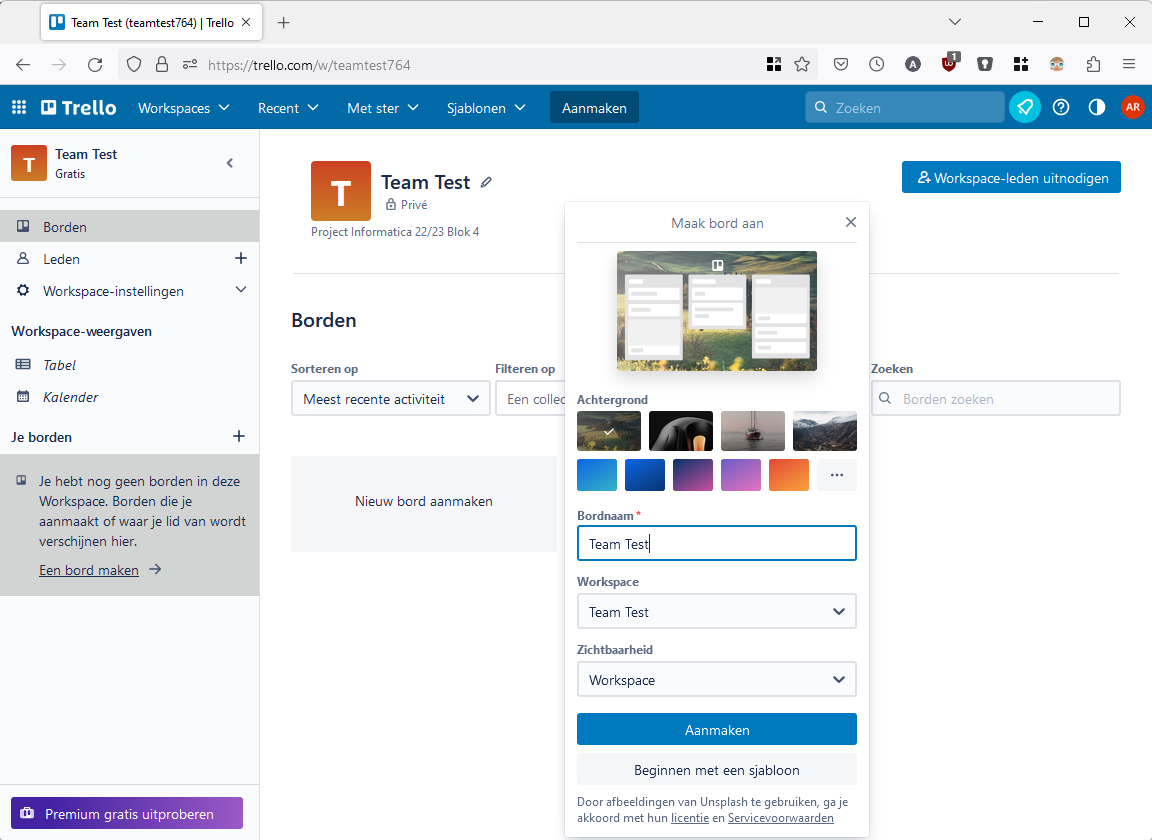 Team Test (teamtest764) | Trello
https://trello.com/w/teamtest764
1
Trello
Workspaces
Recent
Met ster
Sjablonen
Aanmaken
Zoeken
AR
T
Team Test
Gratis
Borden
Leden
Workspace-instellingen
Workspace-weergaven
Tabel
Kalender
Je borden
Je hebt nog geen borden in deze
Workspace. Borden die je
aanmaakt of waar je lid van wordt
verschijnen hier.
Een bord maken
Premium gratis uitproberen
T
Team Test
Privé
Project Informatica 22/23 Blok 4
Workspace-leden uitnodigen
Borden
Sorteren op
Meest recente activiteit
Filteren op
Een collec
Zoeken
Borden zoeken
Nieuw bord aanmaken
Maak bord aan
Achtergrond
Bordnaam *
Team Test
Workspace
Team Test
Zichtbaarheid
Workspace
Aanmaken
Beginnen met een sjabloon
Door afbeeldingen van Unsplash te gebruiken, ga je
akkoord met hun licentie en Servicevoorwaarden